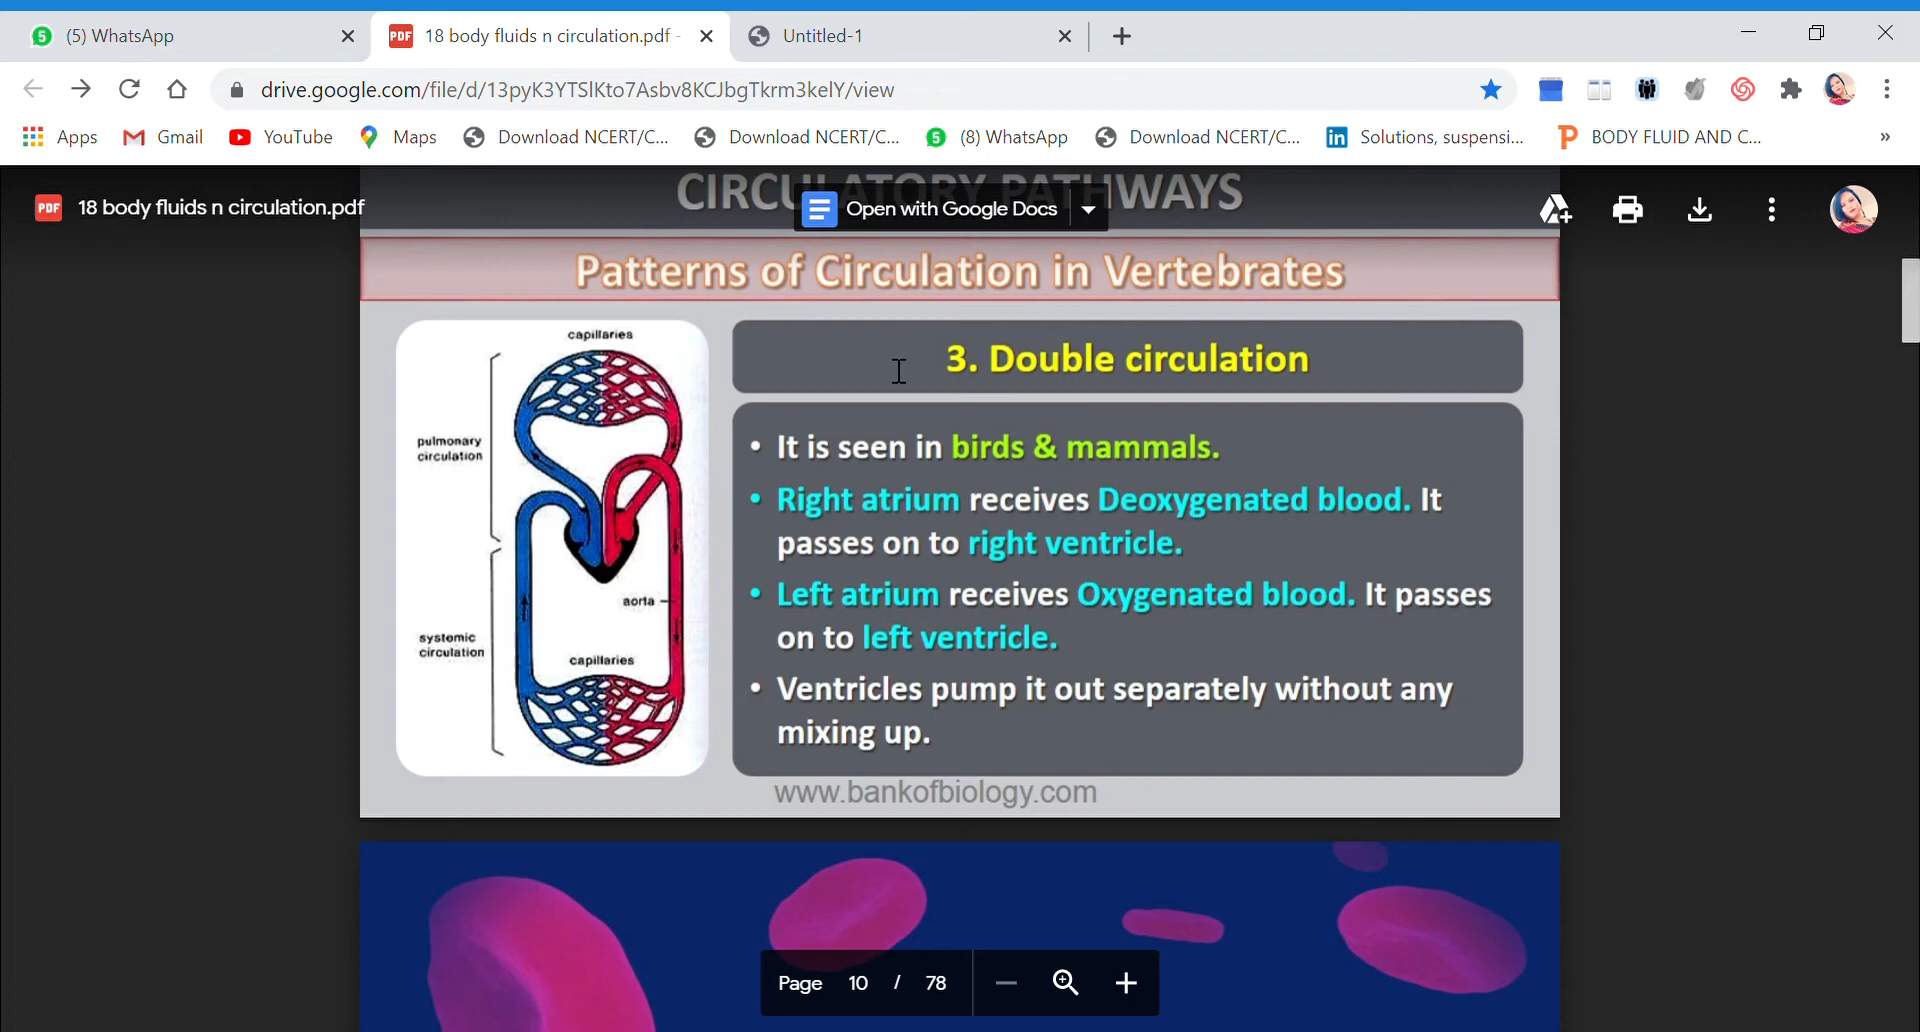 (5) WhatsApp
18 body fluids n circulation.pdf -
Untitled-1
drive.google.com/file/d/13pyK3YTSlKto7Asbv8KCJbgTkrm3kelY/view
Apps
Gmail
YouTube
Maps
Download NCERT/C...
Download NCERT/C...
(8) WhatsApp
Download NCERT/C...
Solutions, suspensi...
BODY FLUID AND C...
»
PDF 18 body fluids n circulation.pdf
CIRCULATORY PATHWAYS
Open with Google Docs
Patterns of Circulation in Vertebrates
capillaries
pulmonary
circulation
aorta
systemic
circulation
capillaries
3. Double circulation
• It is seen in birds & mammals.
• Right atrium receives Deoxygenated blood. It
passes on to right ventricle.
• Left atrium receives Oxygenated blood. It passes
on to left ventricle.
• Ventricles pump it out separately without any
mixing up.
www.bankofbiology.com
Page 10 / 78